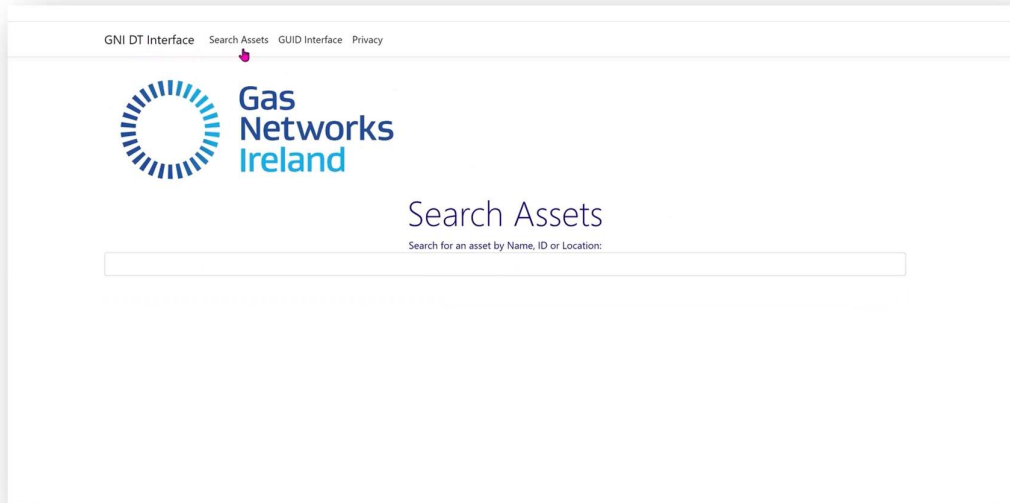 GNI DT Interface Search Assets GUID Interface Privacy
Gas
Networks
Ireland
Search Assets
Search for an asset by Name, ID or Location: